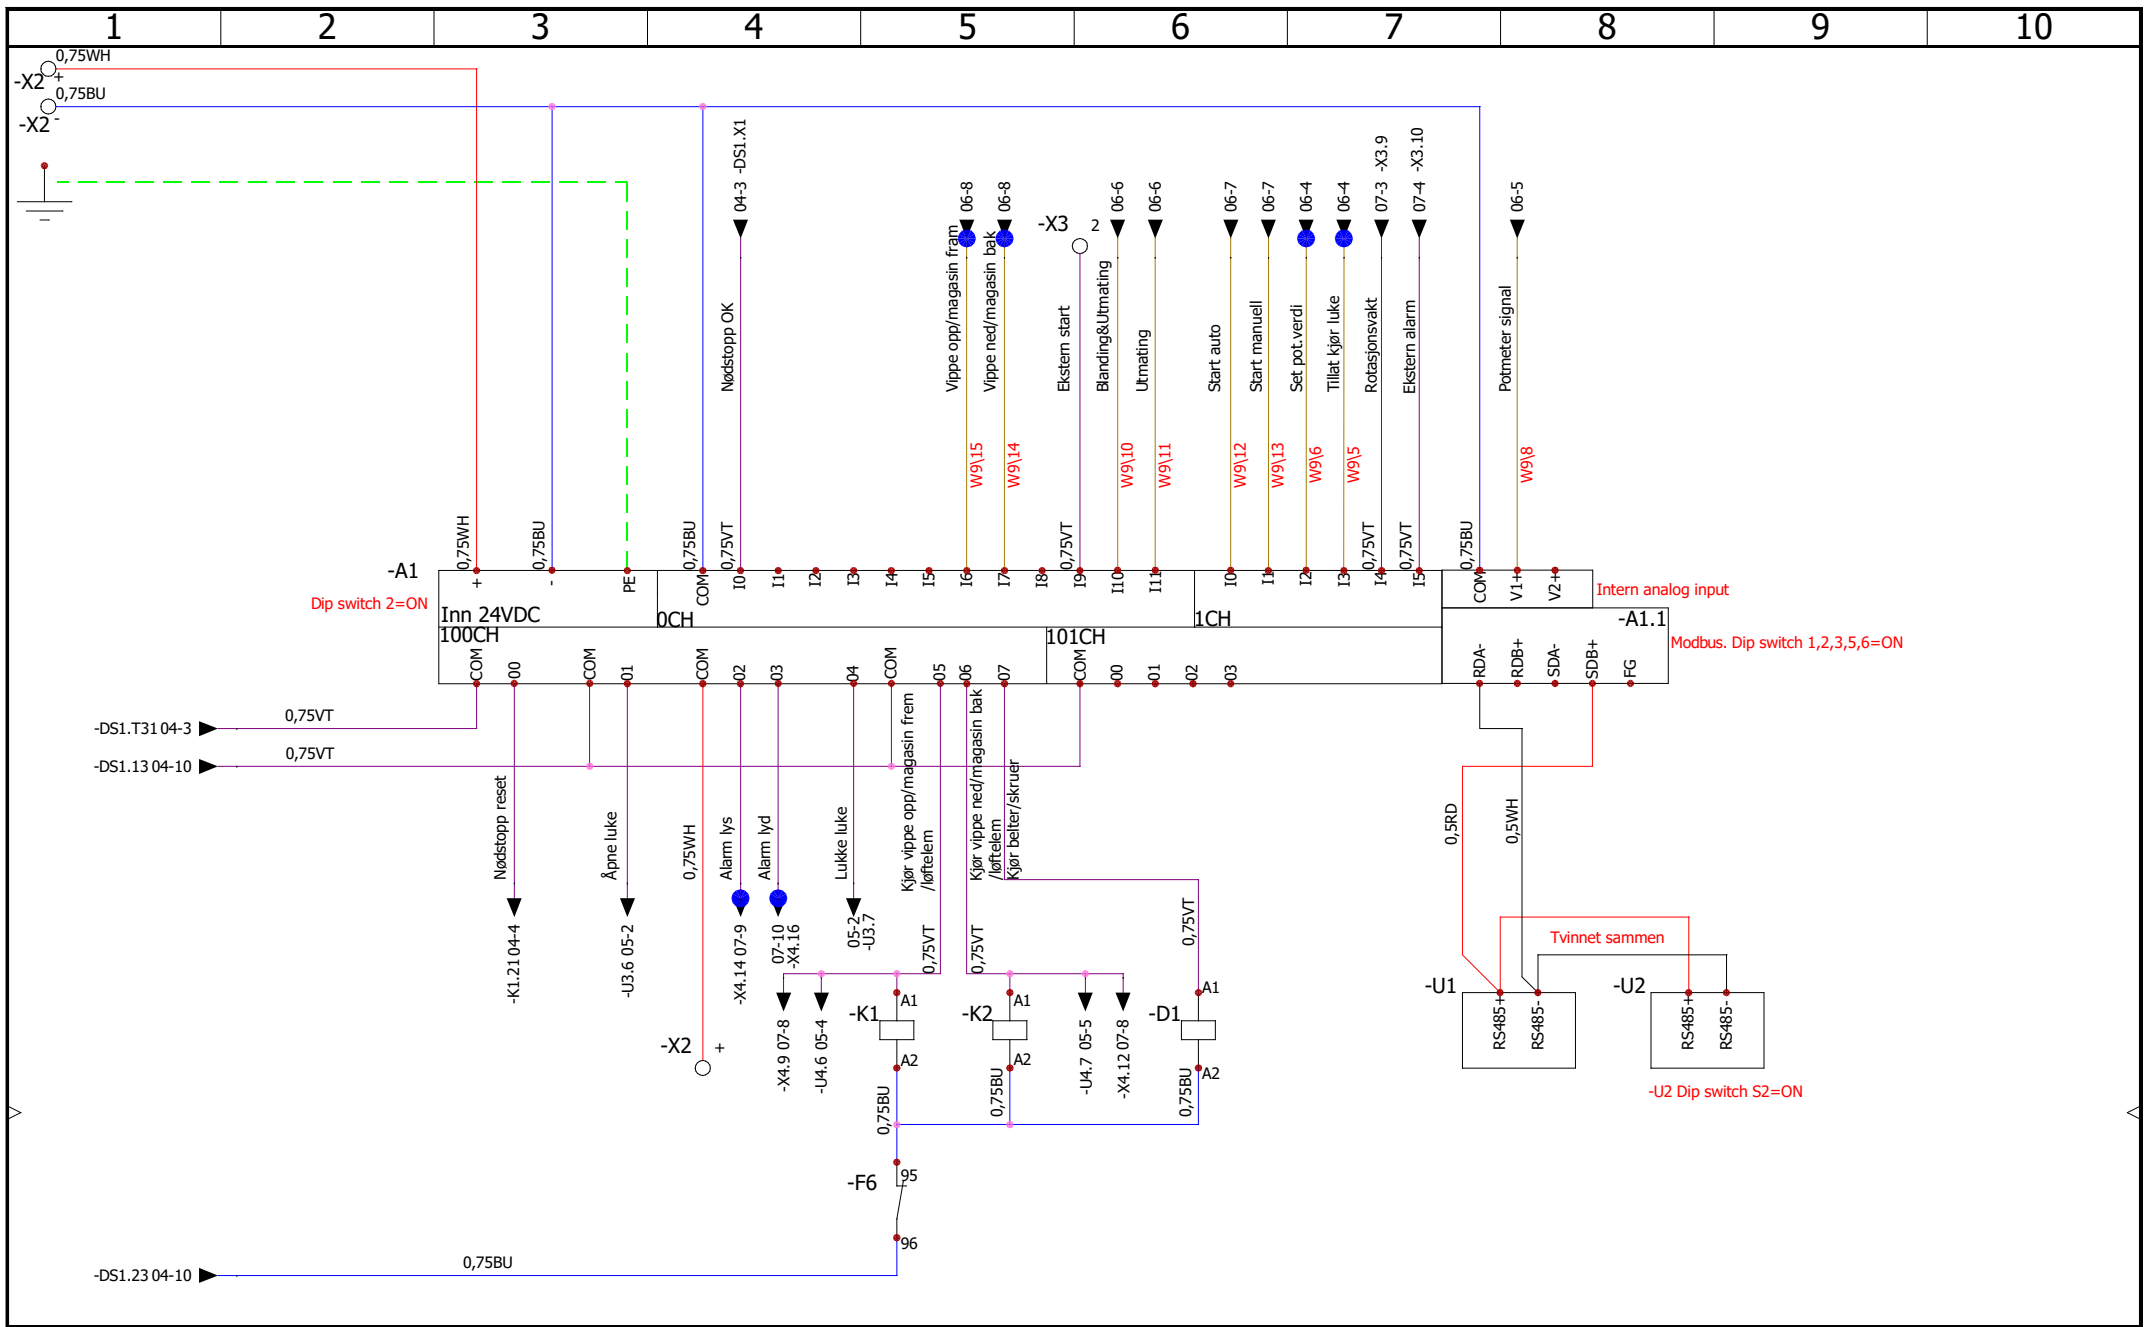 1 2 3 4 5 6 7 8 9 10
0,75WH
-X2 +
0,75BU
-X2 -
04-3 -DS1.X1
06-8
06-8
-X3 2
06-6
06-6
06-7
06-7
06-4
06-4
07-3 -X3.9
07-4 -X3.10
06-5
Nødstopp OK
Vippe opp/magasin fram
Vippe ned/magasin bak
Ekstern start
Blanding&Utmating
Utmating
Start auto
Start manuell
Set pot.verdi
Tillat kjør luke
Rotasjonsvakt
Ekstern alarm
Potmeter signal
W9\15
W9\14
W9\10
W9\11
W9\12
W9\13
W9\6
W9\5
W9\8
0,75WH
0,75BU
0,75BU
0,75VT
0,75VT
0,75VT
0,75VT
0,75BU
-A1
Dip switch 2=ON
+ - PE COM I0 I1 I2 I3 I4 I5 I6 I7 I8 I9 I10 I11 I0 I1 I2 I3 I4 I5 COM V1+ V2+
Intern analog input
Inn 24VDC
0CH
1CH
-A1.1
100CH
101CH
Modbus. Dip switch 1,2,3,5,6=ON
COM 00 COM 01 COM 02 03 04 COM 05 06 07 COM 00 01 02 03 RDA- RDB+ SDA- SDB+ FG
-DS1.T31 04-3
0,75VT
-DS1.13 04-10
0,75VT
Nødstopp reset
Åpne luke
0,75WH
Alarm lys
Alarm lyd
Lukke luke
Kjør vippe opp/magasin frem
/løftelem
Kjør vippe ned/magasin bak
/løftelem
Kjør belter/skruer
0,5RD
0,5WH
-K1.21 04-4
-U3.6 05-2
-X4.14 07-9
07-10
-X4.16
05-2
-U3.7
0,75VT
0,75VT
0,75VT
Tvinnet sammen
-X4.9 07-8
-U4.6 05-4
-K1
A1
A2
-K2
A1
A2
-U4.7 05-5
-X4.12 07-8
-D1
A1
A2
-X2 +
-U1
RS485+
RS485-
-U2
RS485+
RS485-
-U2 Dip switch S2=ON
0,75BU
0,75BU
0,75BU
-F6
95
96
-DS1.23 04-10
0,75BU